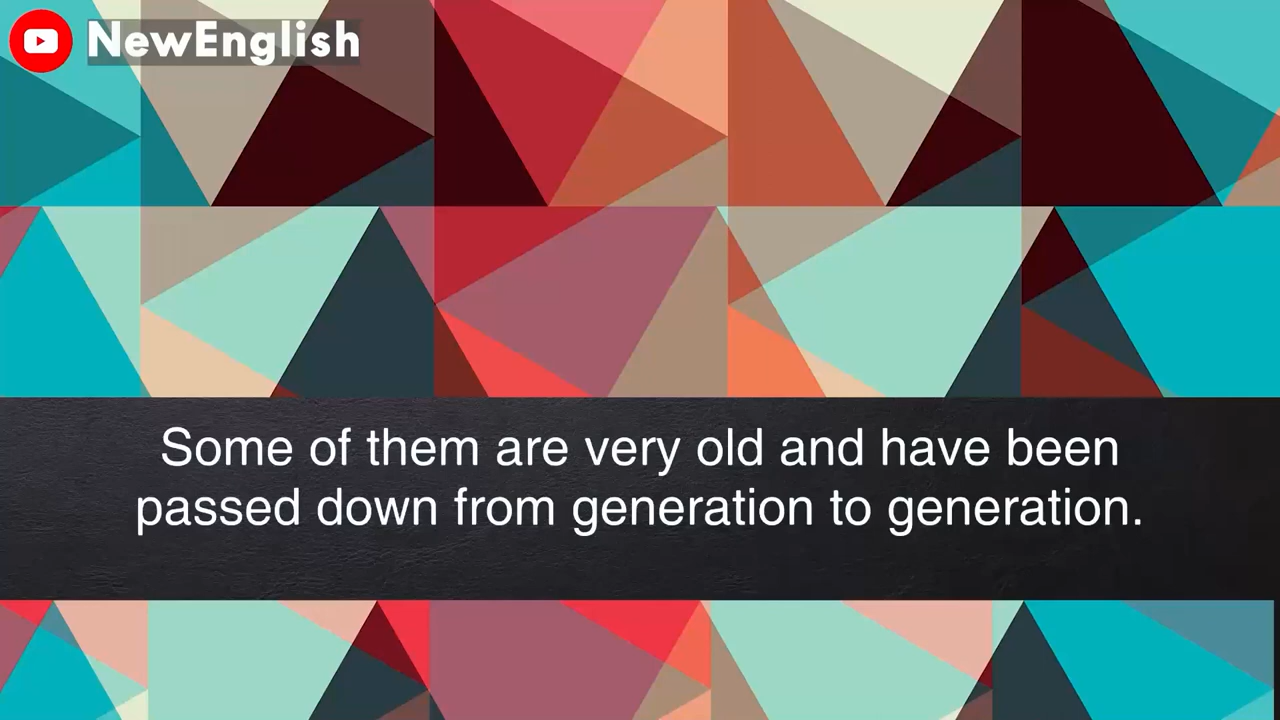 NewEnglish
Some of them are very old and have been
passed down from generation to generation.